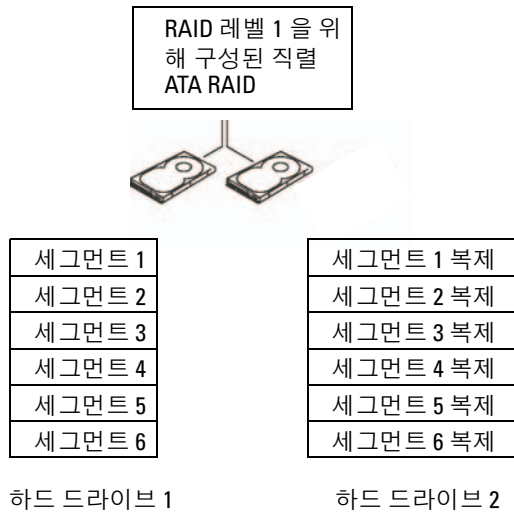 RAID 레벨 1 을 위
해 구성된 직렬
ATA RAID
세그먼트 1
세그먼트 1 복제
세그먼트 2
세그먼트 2 복제
세그먼트 3
세그먼트 3 복제
세그먼트 4
세그먼트 4 복제
세그먼트 5
세그먼트 5 복제
세그먼트 6
세그먼트 6 복제
하드 드라이브 1
하드 드라이브 2